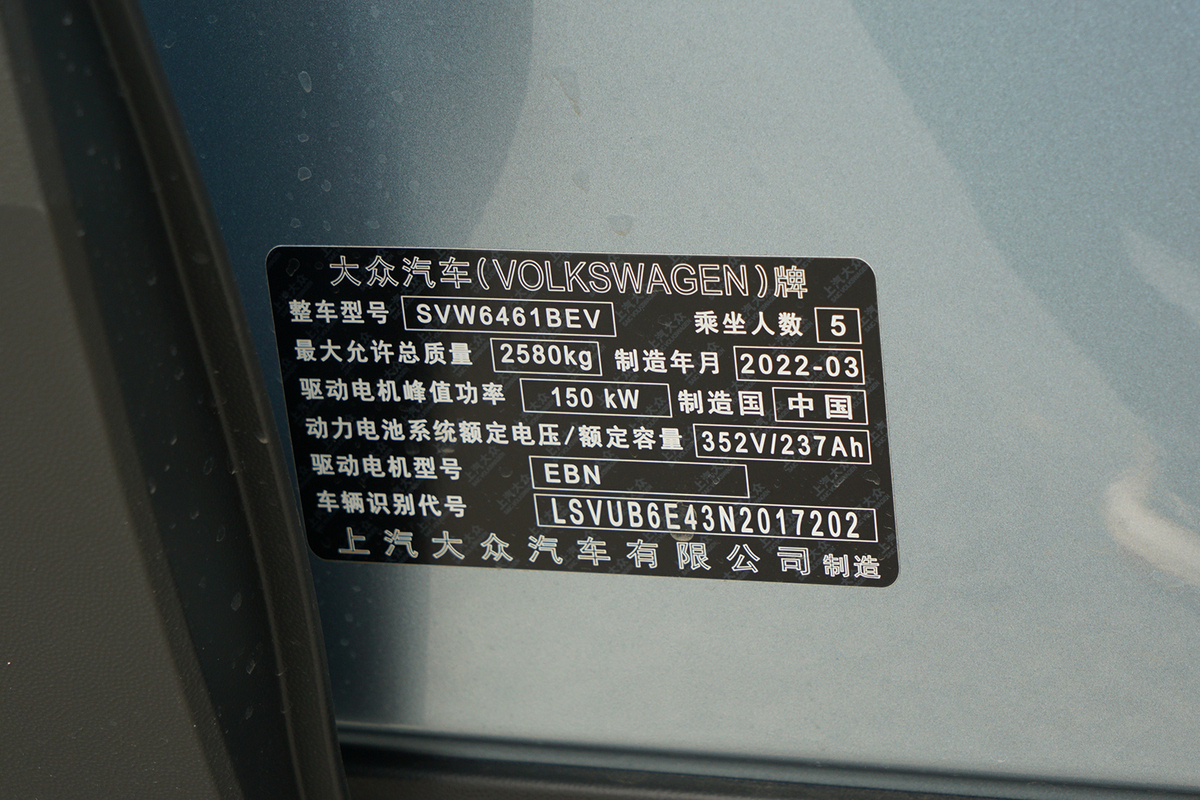 大众汽车(VOLKSWAGEN)牌
整车型号 SVW6461BEV 乘坐人数 5
最大允许总质量 2580kg 制造年月 2022-03
驱动电机峰值功率 150 kW 制造国 中国
动力电池系统额定电压/额定容量 352V/237Ah
驱动电机型号 EBN
车辆识别代号 LSVUB6E43N2017202
上汽大众汽车有限公司 制造